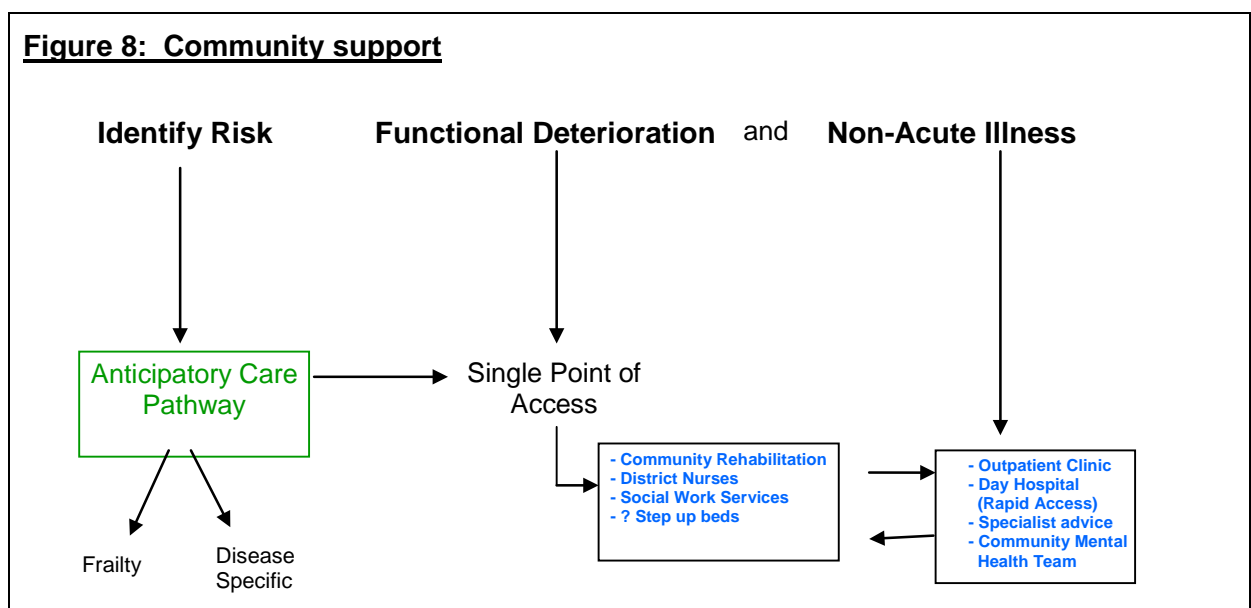 Figure 8: Community support
Identify Risk
Functional Deterioration and Non-Acute Illness
Anticipatory Care
Pathway
Single Point of
Access
Frailty
Disease
Specific
- Community Rehabilitation
- District Nurses
- Social Work Services
- ? Step up beds
- Outpatient Clinic
- Day Hospital
(Rapid Access)
- Specialist advice
- Community Mental
Health Team